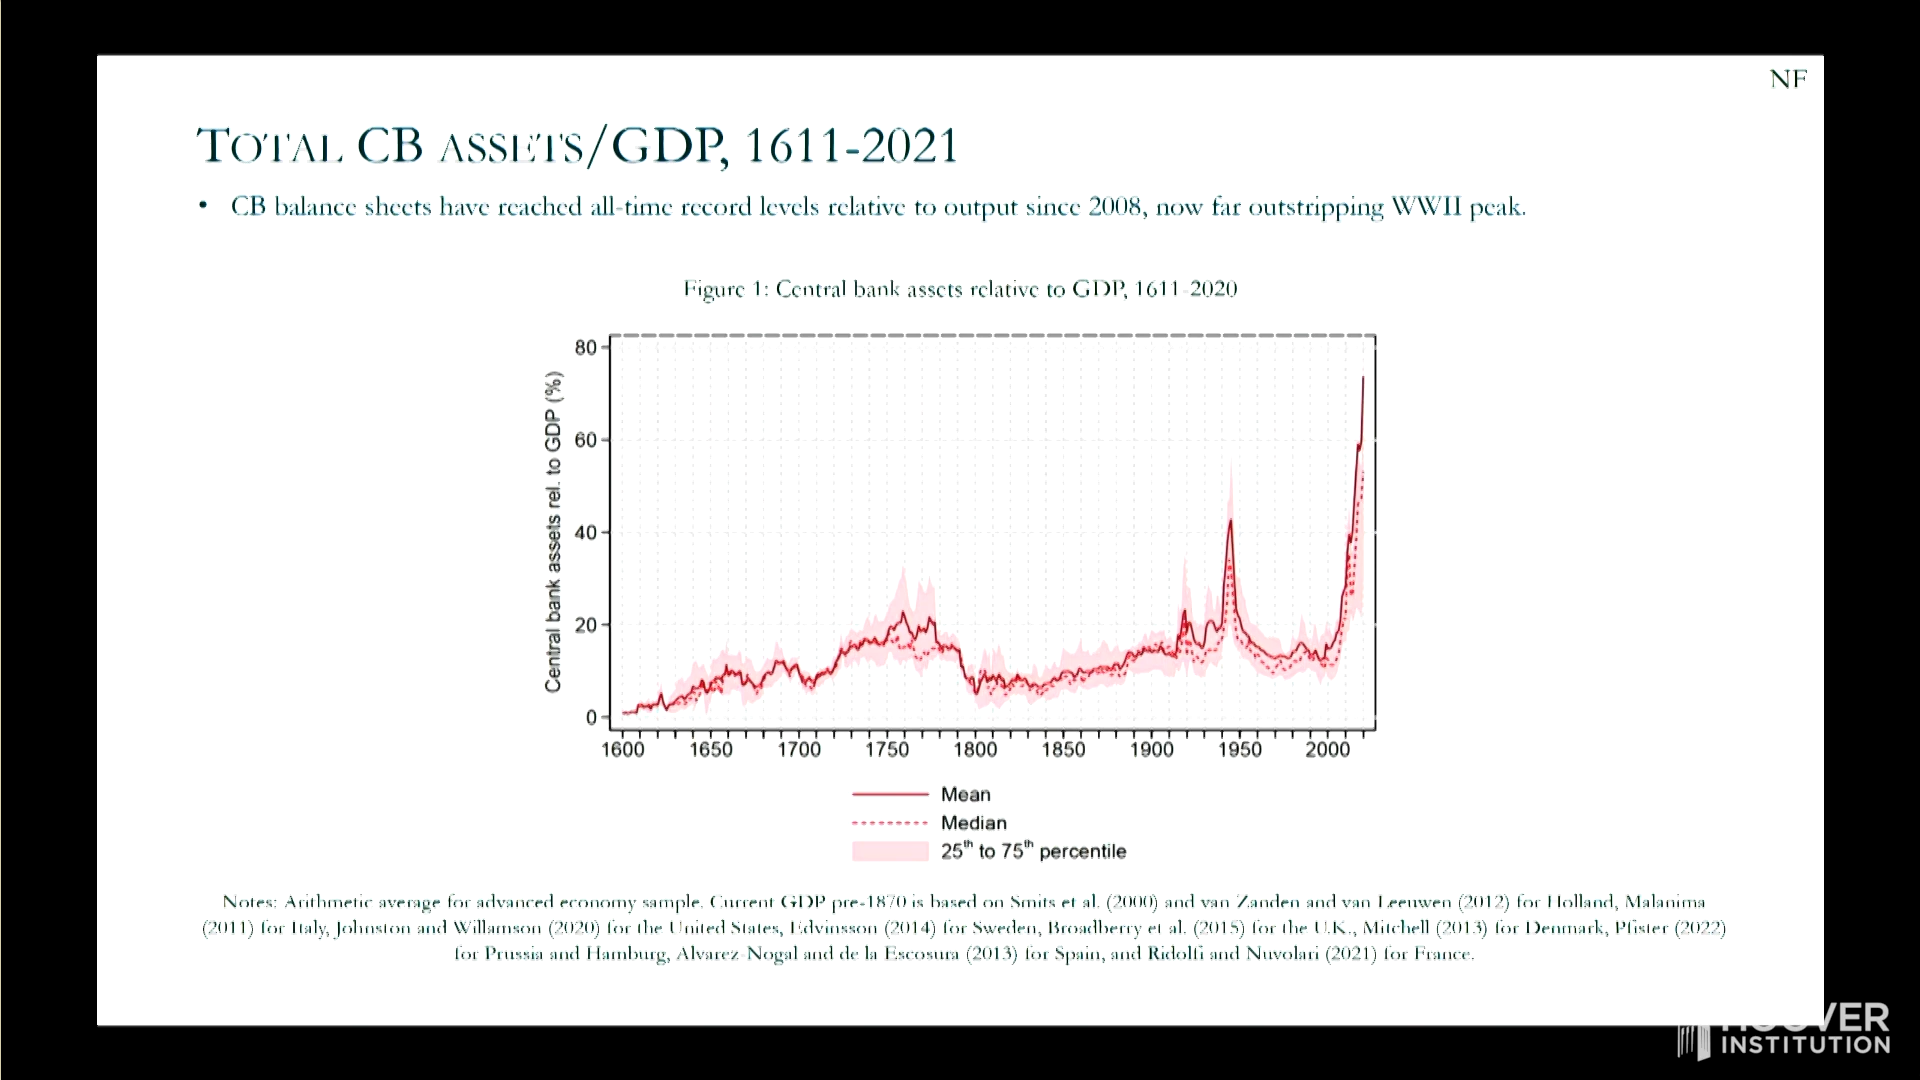 NF
TOTAL CB ASSETS/GDP, 1611-2021
• CB balance sheets have reached all-time record levels relative to output since 2008, now far outstripping WWII peak.
Figure 1: Central bank assets relative to GDP, 1611-2020
Central bank assets rel. to GDP (%)
80
60
40
20
0
1600 1650 1700 1750 1800 1850 1900 1950 2000
Mean
Median
25th to 75th percentile
Notes: Arithmetic average for advanced economy sample. Current GDP pre-1870 is based on Smits et al. (2000) and van Zanden and van Leeuwen (2012) for Holland, Malanima
(2011) for Italy, Johnston and Willamson (2020) for the United States, Edvinsson (2014) for Sweden, Broadberry et al. (2015) for the U.K., Mitchell (2013) for Denmark, Pfister (2022)
for Prussia and Hamburg, Alvarez-Nogal and de la Escosura (2013) for Spain, and Ridolfi and Nuvolari (2021) for France.
HOOVER
INSTITUTION